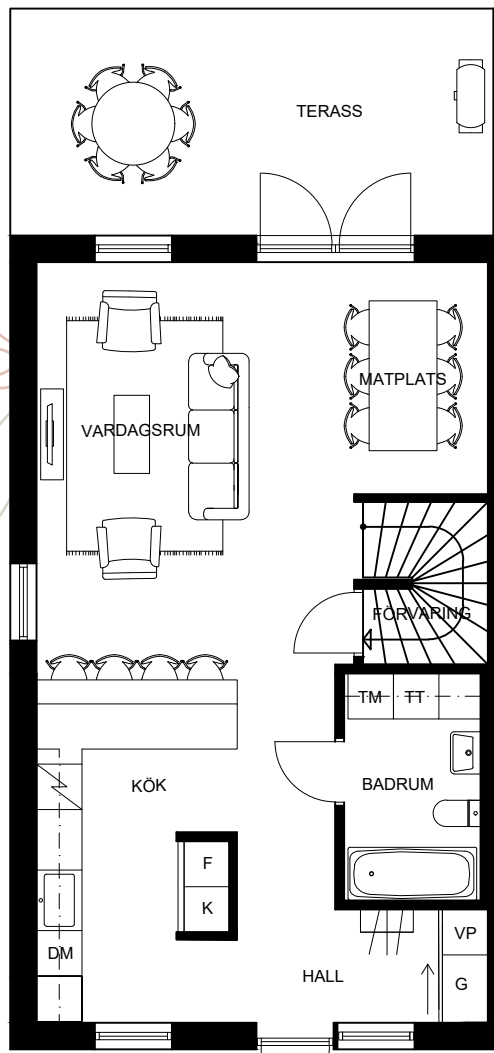 TERASS
MATPLATS
VARDAGSRUM
FÖRVARING
TM TT
KÖK
BADRUM
F
K
DM
VP
HALL
G